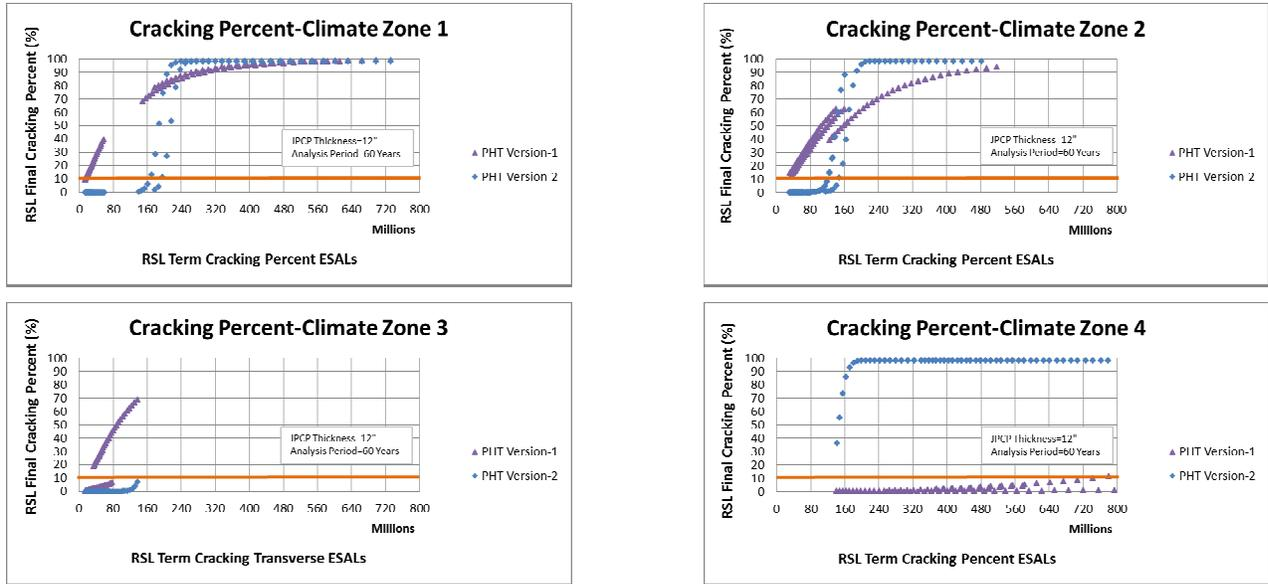 Cracking Percent-Climate Zone 1
RSL Final Cracking Percent (%)
100
90
80
70
60
50
40
30
20
10
0
0 80 160 240 320 400 480 560 640 720 800
JPCP Thickness=12"
Analysis Period=60 Years
PHT Version-1
PHT Version 2
Millions
RSL Term Cracking Percent ESALs
Cracking Percent-Climate Zone 2
RSL Final Cracking Percent (%)
100
90
80
70
60
50
40
30
20
10
0
0 80 160 240 320 400 480 560 640 720 800
JPCP Thickness 12"
Analysis Period=60 Years
PHT Version-1
PHT Version 2
Millions
RSL Term Cracking Percent ESALs
Cracking Percent-Climate Zone 3
RSL Final Cracking Percent (%)
100
90
80
70
60
50
40
30
20
10
0
0 80 160 240 320 400 480 560 640 720 800
JPCP Thickness 12"
Analysis Period=60 Years
PHT Version-1
PHT Version-2
Millions
RSL Term Cracking Transverse ESALs
Cracking Percent-Climate Zone 4
RSL Final Cracking Percent (%)
100
90
80
70
60
50
40
30
20
10
0
0 80 160 240 320 400 480 560 640 720 800
JPCP Thickness=12"
Analysis Period=60 Years
PHT Version-1
PHT Version-2
Millions
RSL Term Cracking Percent ESALs